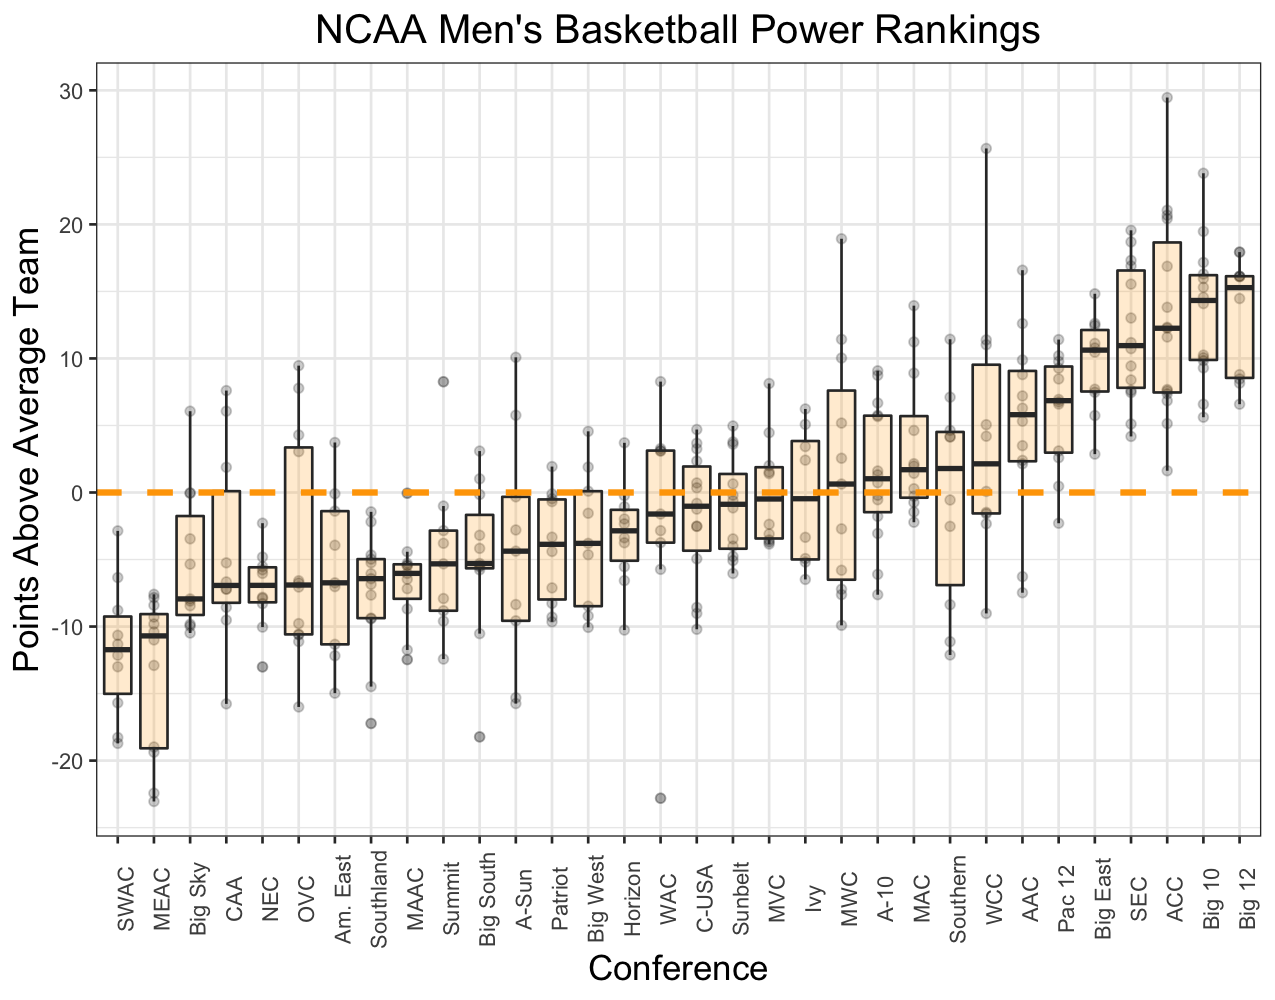 NCAA Men's Basketball Power Rankings
Points Above Average Team
30
20
10
0
-10
-20
SWAC
MEAC
Big Sky
CAA
NEC
OVC
Am. East
Southland
MAAC
Summit
Big South
A-Sun
Patriot
Big West
Horizon
WAC
C-USA
Sunbelt
MVC
Ivy
MWC
A-10
MAC
Southern
WCC
AAC
Pac 12
Big East
SEC
ACC
Big 10
Big 12
Conference